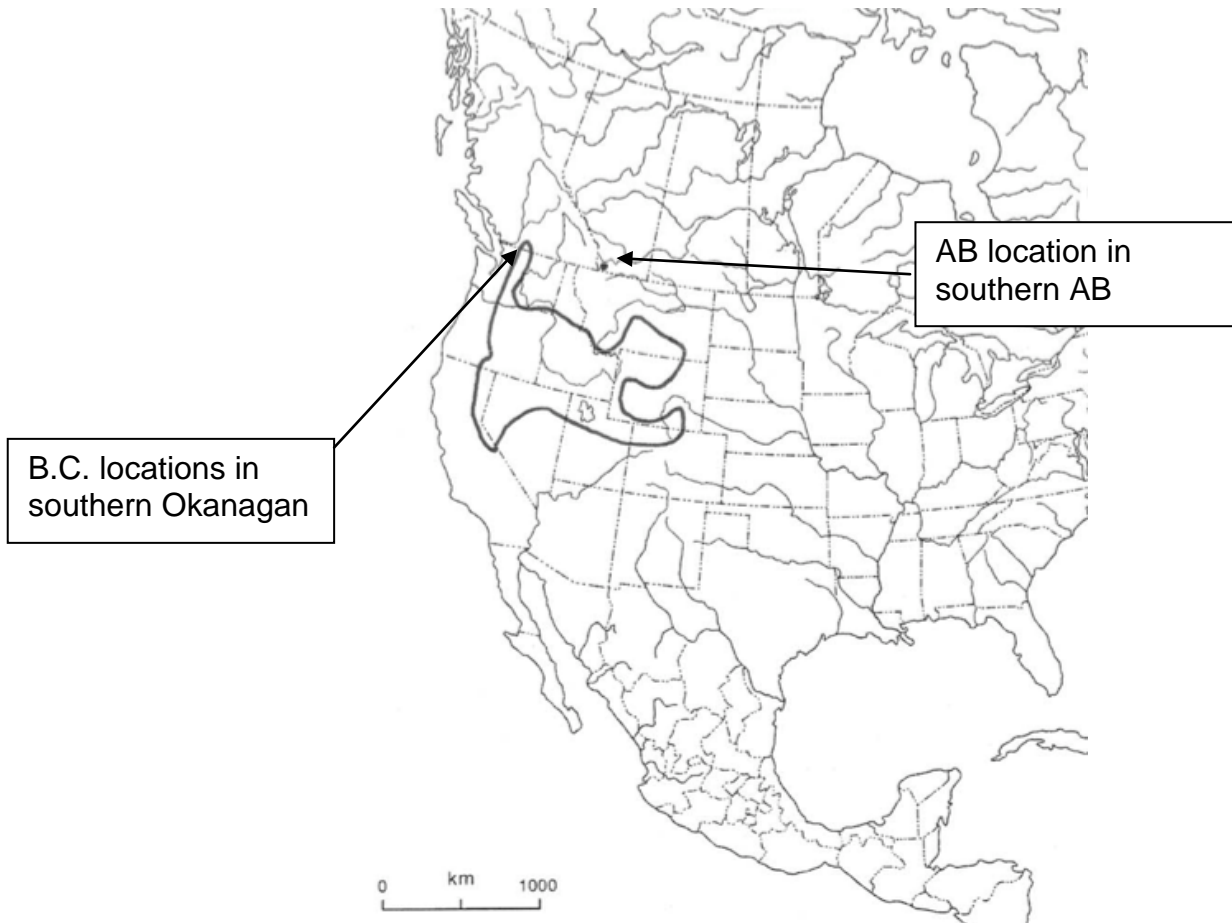 AB location in
southern AB
B.C. locations in
southern Okanagan
km
0 1000